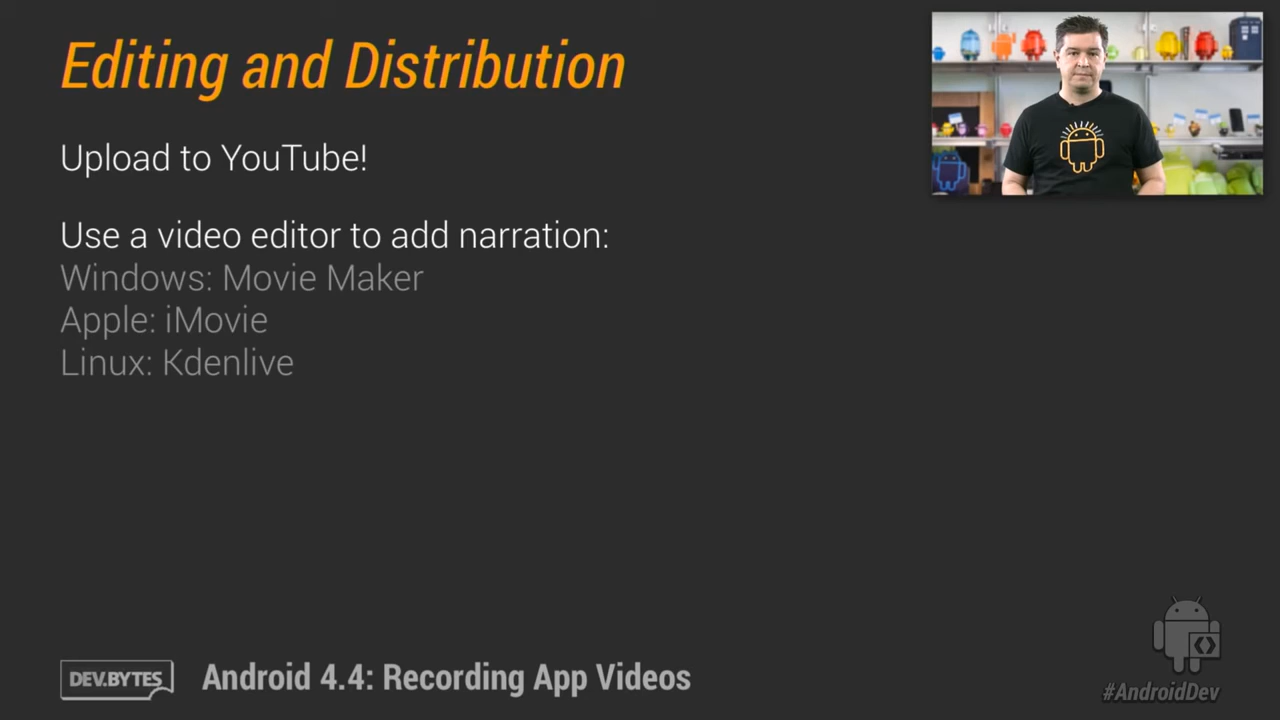 Editing and Distribution
Upload to YouTube!
Use a video editor to add narration:
Windows: Movie Maker
Apple: iMovie
Linux: Kdenlive
DEV.BYTES
Android 4.4: Recording App Videos
#AndroidDev